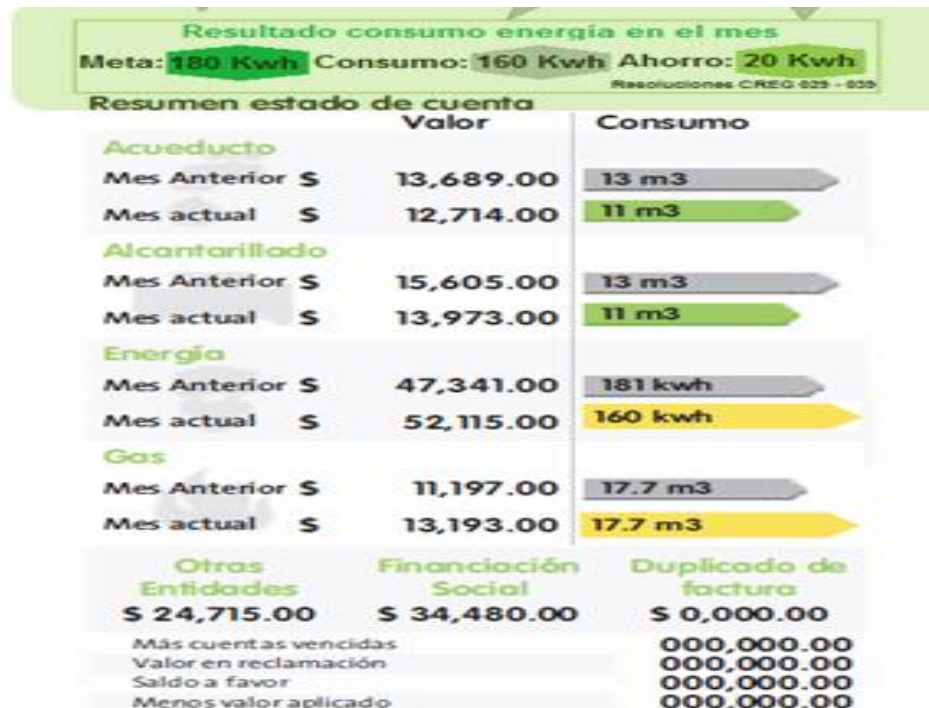 Resultado consumo energía en el mes
Meta: 180 Kwh Consumo: 160 Kwh Ahorro: 20 Kwh
Resoluciones CREG 029 - 039
Resumen estado de cuenta
Valor Consumo
Acueducto
Mes Anterior $ 13,689.00 13 m3
Mes actual $ 12,714.00 11 m3
Alcantarillado
Mes Anterior $ 15,605.00 13 m3
Mes actual $ 13,973.00 11 m3
Energía
Mes Anterior $ 47,341.00 181 kwh
Mes actual $ 52,115.00 160 kwh
Gas
Mes Anterior $ 11,197.00 17.7 m3
Mes actual $ 13,193.00 17.7 m3
Otras Financiación Duplicado de
Entidades Social factura
$ 24,715.00 $ 34,480.00 $ 0,000.00
Más cuentas vencidas 000,000.00
Valor en reclamación 000,000.00
Saldo a favor 000,000.00
Menos valor aplicado 000,000.00